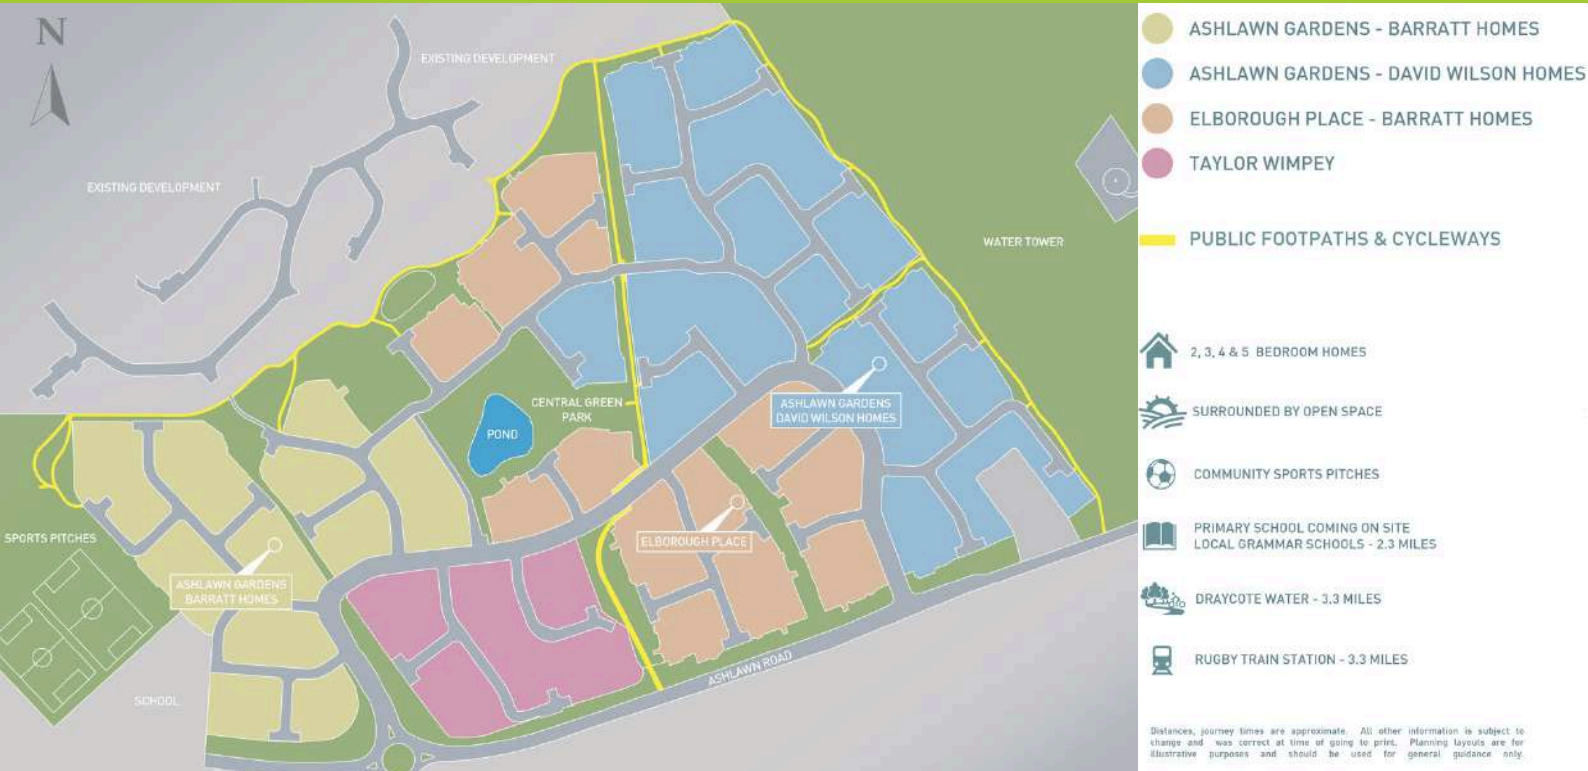 N
EXISTING DEVELOPMENT
EXISTING DEVELOPMENT
WATER TOWER
CENTRAL GREEN
PARK
POND
ASHLAWN GARDENS
DAVID WILSON HOMES
SPORTS PITCHES
ELBOROUGH PLACE
ASHLAWN GARDENS
BARRATT HOMES
SCHOOL
ASHLAWN ROAD
ASHLAWN GARDENS - BARRATT HOMES
ASHLAWN GARDENS - DAVID WILSON HOMES
ELBOROUGH PLACE - BARRATT HOMES
TAYLOR WIMPEY
PUBLIC FOOTPATHS & CYCLEWAYS
2, 3, 4 & 5 BEDROOM HOMES
SURROUNDED BY OPEN SPACE
COMMUNITY SPORTS PITCHES
PRIMARY SCHOOL COMING ON SITE
LOCAL GRAMMAR SCHOOLS - 2.3 MILES
DRAYCOTE WATER - 3.3 MILES
RUGBY TRAIN STATION - 3.3 MILES
Distances, journey times are approximate. All other information is subject to
change and was correct at time of going to print. Planning layouts are for
illustrative purposes and should be used for general guidance only.